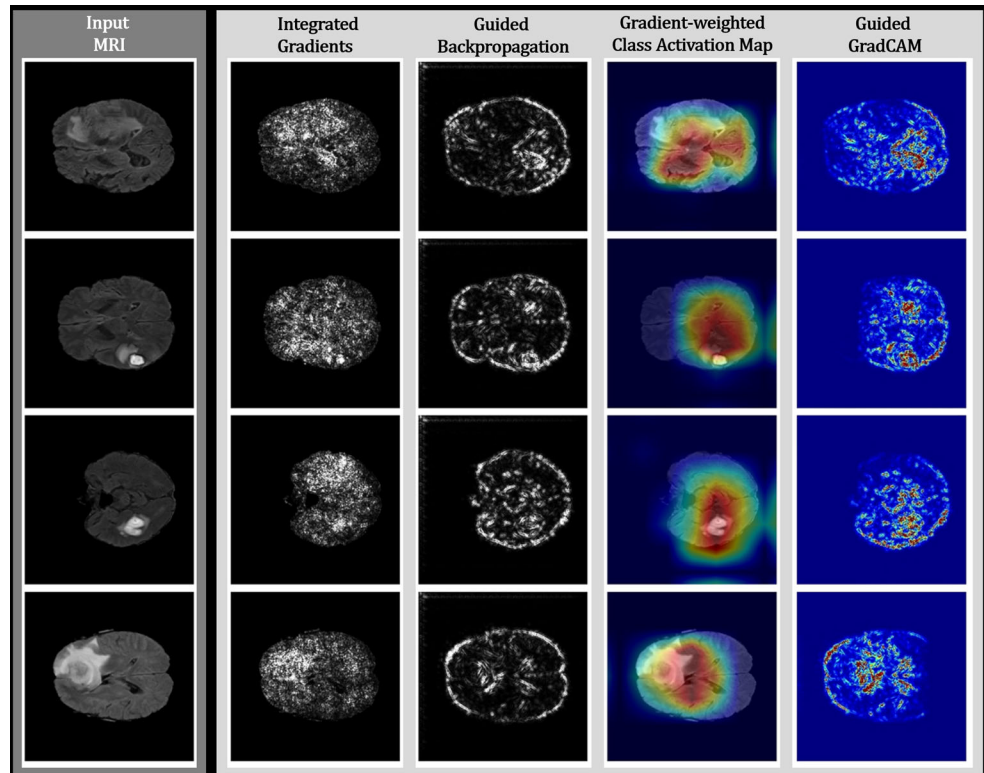 Input
MRI
Integrated
Gradients
Guided
Backpropagation
Gradient-weighted
Class Activation Map
Guided
GradCAM